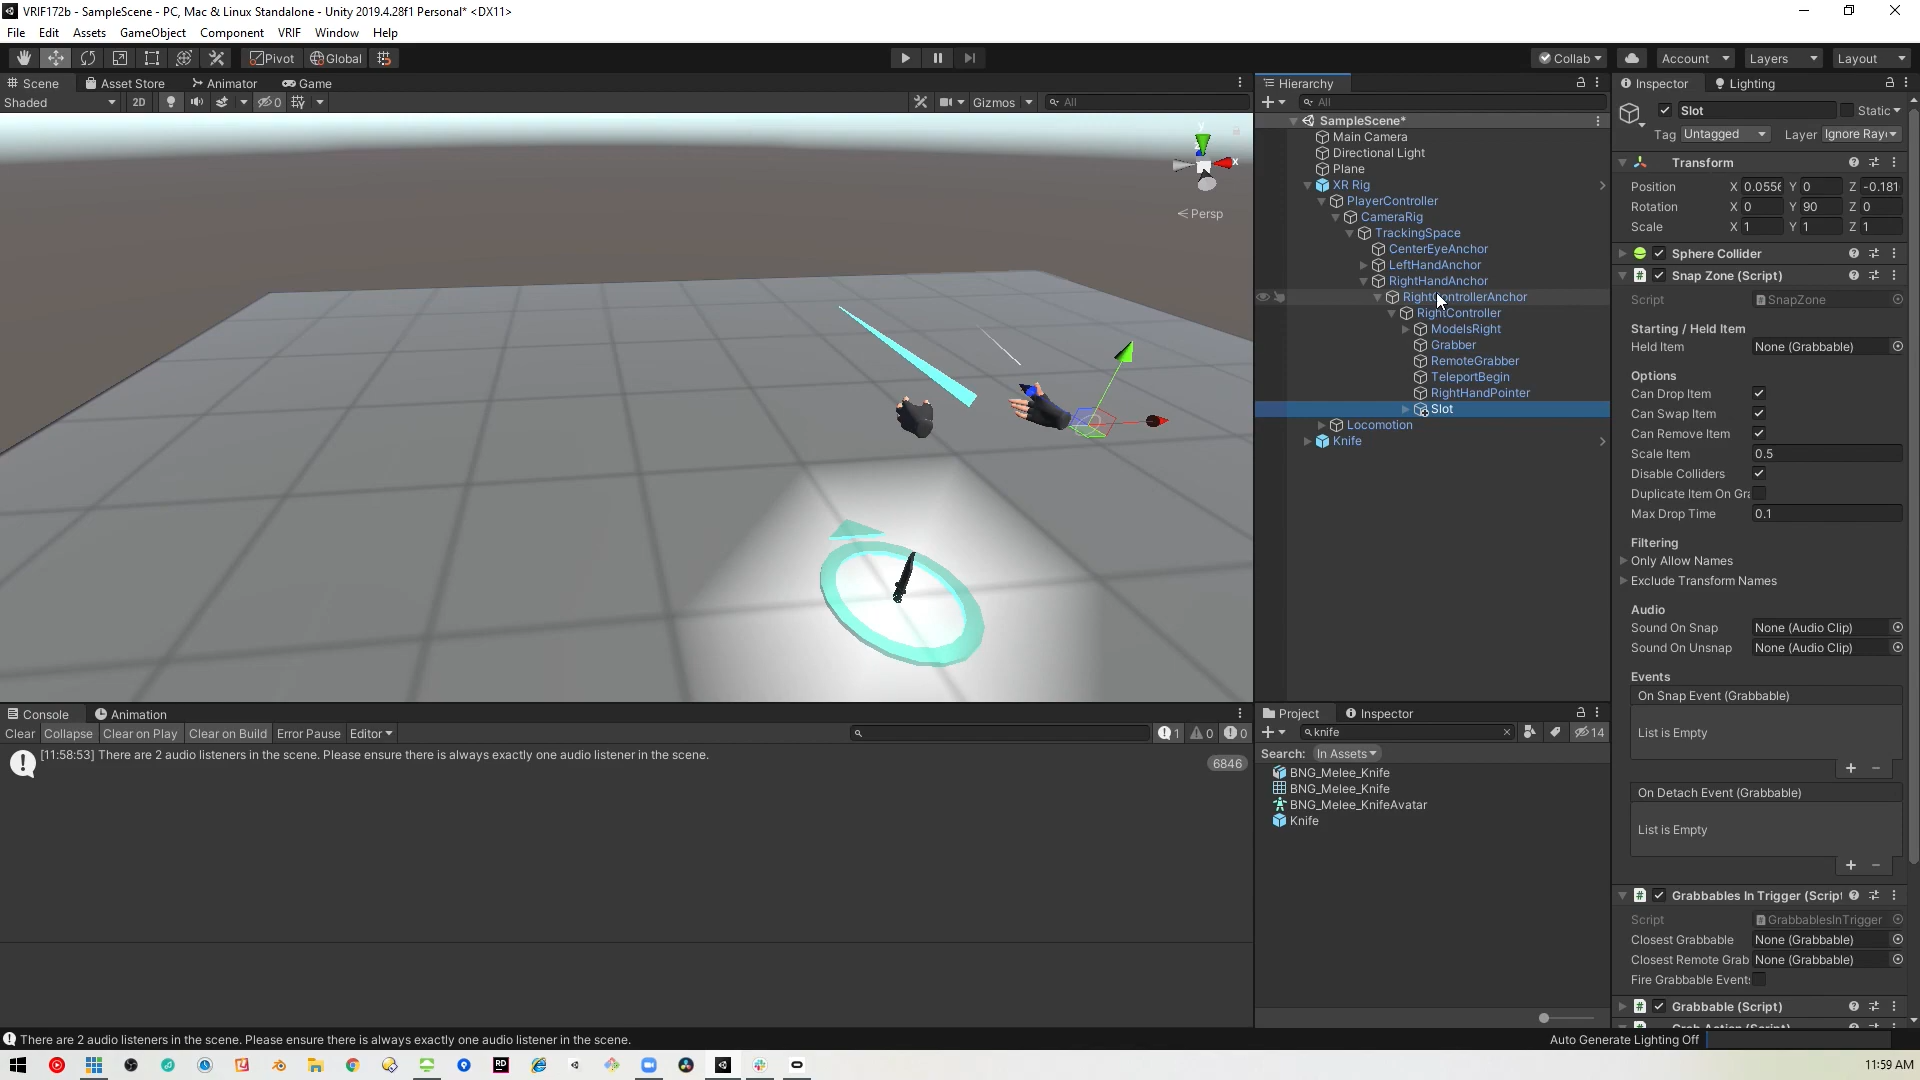 VRIF172b - SampleScene - PC, Mac & Linux Standalone - Unity 2019.4.28f1 Personal* <DX11>
File Edit Assets GameObject Component VRIF Window Help
Pivot Global
Collab Account Layers Layout
Scene Asset Store Animator Game
Shaded 2D 0 Gizmos All
y x
Persp
Hierarchy
All
SampleScene*
Main Camera
Directional Light
Plane
XR Rig
PlayerController
CameraRig
TrackingSpace
CenterEyeAnchor
LeftHandAnchor
RightHandAnchor
RightControllerAnchor
RightController
ModelsRight
Grabber
RemoteGrabber
TeleportBegin
RightHandPointer
Slot
Locomotion
Knife
Inspector Lighting
Slot Static
Tag Untagged Layer Ignore Ray
Transform
Position X 0.0556 Y 0 Z -0.181
Rotation X 0 Y 90 Z 0
Scale X 1 Y 1 Z 1
Sphere Collider
Snap Zone (Script)
Script SnapZone
Starting / Held Item
Held Item None (Grabbable)
Options
Can Drop Item
Can Swap Item
Can Remove Item
Scale Item 0.5
Disable Colliders
Duplicate Item On Gra
Max Drop Time 0.1
Filtering
Only Allow Names
Exclude Transform Names
Audio
Sound On Snap None (Audio Clip)
Sound On Unsnap None (Audio Clip)
Events
On Snap Event (Grabbable)
List is Empty
+ −
On Detach Event (Grabbable)
List is Empty
+ −
Grabbables In Trigger (Script
Script GrabbablesInTrigger
Closest Grabbable None (Grabbable)
Closest Remote Grab None (Grabbable)
Fire Grabbable Events
Grabbable (Script)
Grab Action (Script)
Console Animation
Clear Collapse Clear on Play Clear on Build Error Pause Editor 1 0 0
[11:58:53] There are 2 audio listeners in the scene. Please ensure there is always exactly one audio listener in the scene.
6846
Project Inspector
knife 14
Search: In Assets
BNG_Melee_Knife
BNG_Melee_Knife
BNG_Melee_KnifeAvatar
Knife
There are 2 audio listeners in the scene. Please ensure there is always exactly one audio listener in the scene.
Auto Generate Lighting Off
RD
11:59 AM